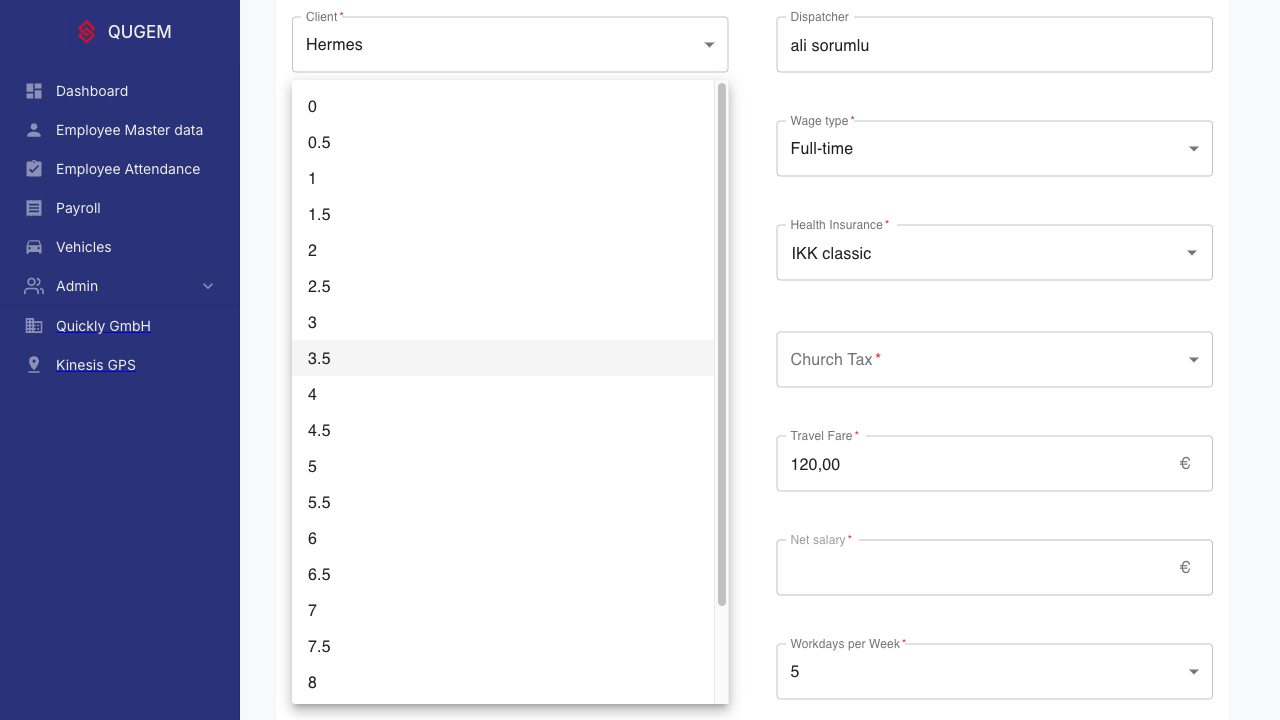 QUGEM
Dashboard
Employee Master data
Employee Attendance
Payroll
Vehicles
Admin
Quickly GmbH
Kinesis GPS
Client *
Hermes
0
0.5
1
1.5
2
2.5
3
3.5
4
4.5
5
5.5
6
6.5
7
7.5
8
Dispatcher
ali sorumlu
Wage type *
Full-time
Health Insurance *
IKK classic
Church Tax *
Travel Fare *
120,00 €
Net salary *
€
Workdays per Week *
5